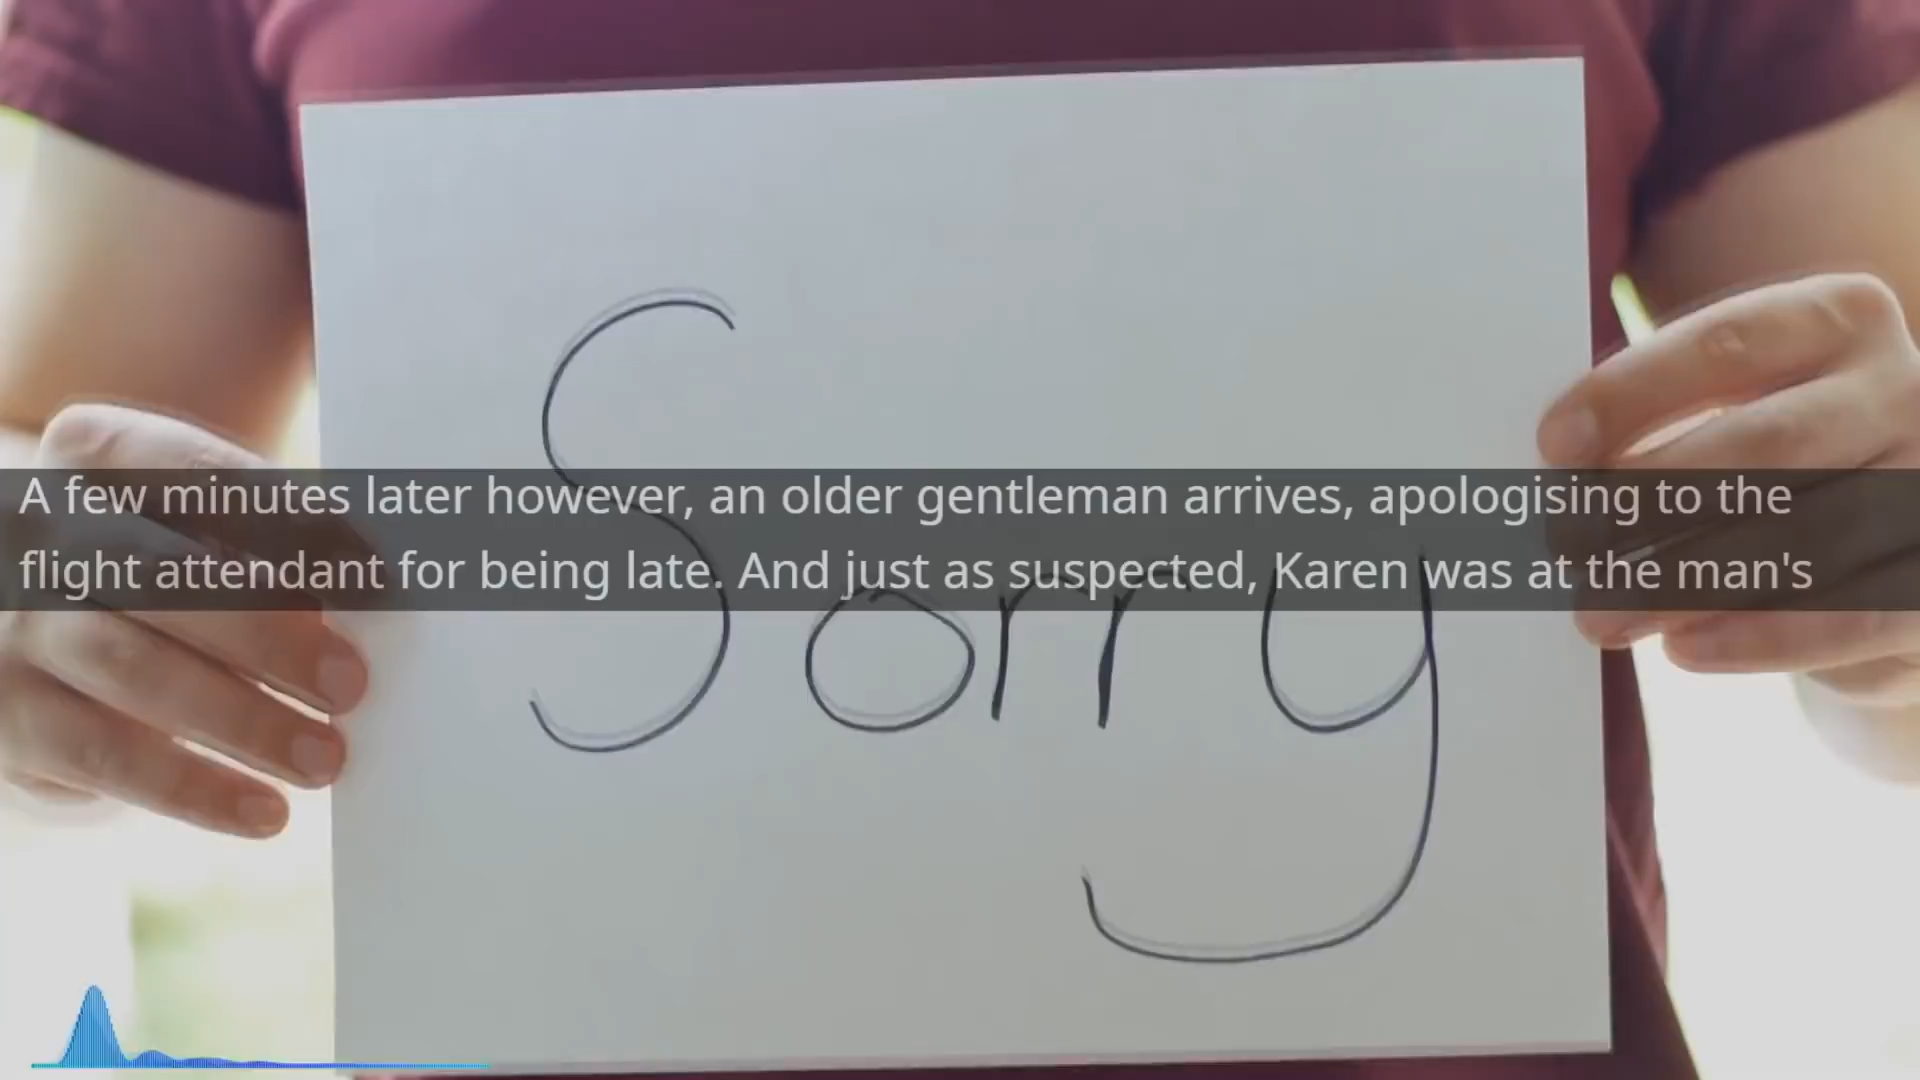 A few minutes later however, an older gentleman arrives, apologising to the
flight attendant for being late. And just as suspected, Karen was at the man's
Sorry